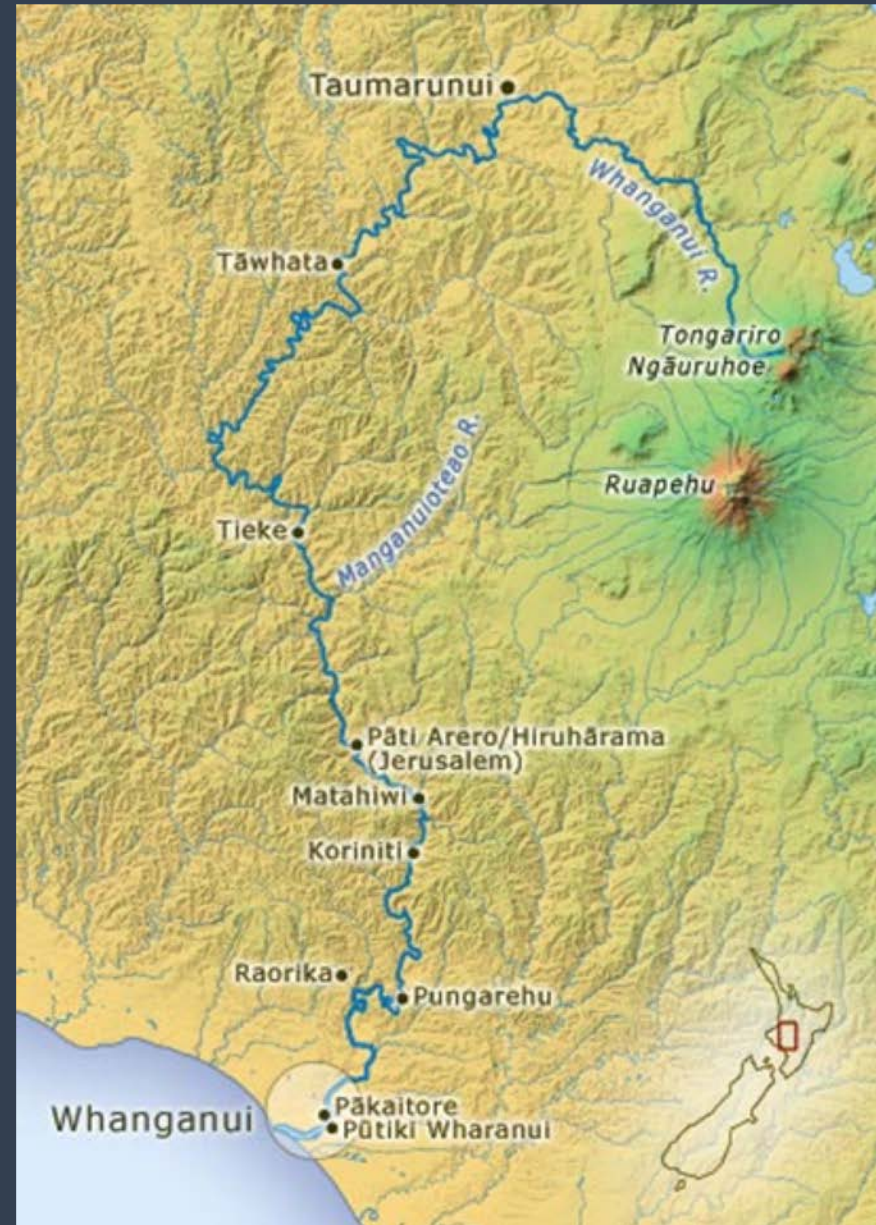 Taumarunui
Whanganui R.
Tāwhata
Tongariro
Ngāuruhoe
Ruapehu
Manganuloteao R.
Tieke
Pāti Arero/Hiruhārama
(Jerusalem)
Matahiwi
Koriniti
Raorika
Pungarehu
Whanganui
Pākaitore
Pūtiki Wharanui